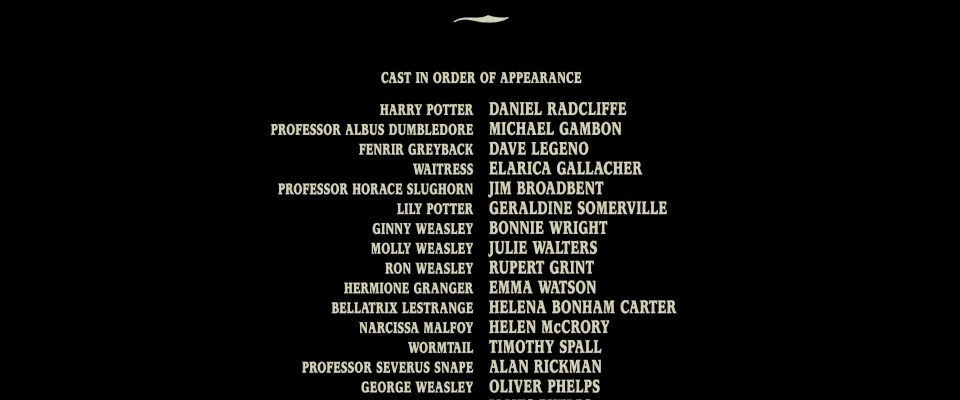 CAST IN ORDER OF APPEARANCE
HARRY POTTER DANIEL RADCLIFFE
PROFESSOR ALBUS DUMBLEDORE MICHAEL GAMBON
FENRIR GREYBACK DAVE LEGENO
WAITRESS ELARICA GALLACHER
PROFESSOR HORACE SLUGHORN JIM BROADBENT
LILY POTTER GERALDINE SOMERVILLE
GINNY WEASLEY BONNIE WRIGHT
MOLLY WEASLEY JULIE WALTERS
RON WEASLEY RUPERT GRINT
HERMIONE GRANGER EMMA WATSON
BELLATRIX LESTRANGE HELENA BONHAM CARTER
NARCISSA MALFOY HELEN McCRORY
WORMTAIL TIMOTHY SPALL
PROFESSOR SEVERUS SNAPE ALAN RICKMAN
GEORGE WEASLEY OLIVER PHELPS